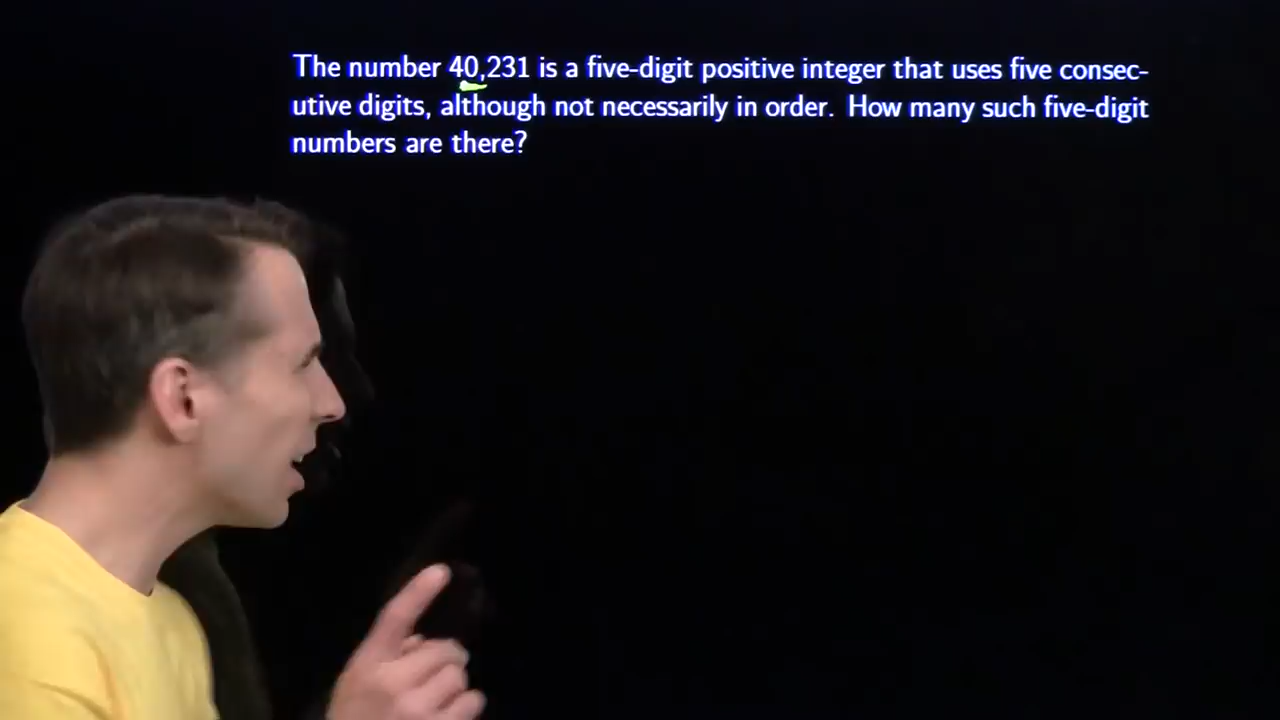 The number 40,231 is a five-digit positive integer that uses five consec-
utive digits, although not necessarily in order. How many such five-digit
numbers are there?